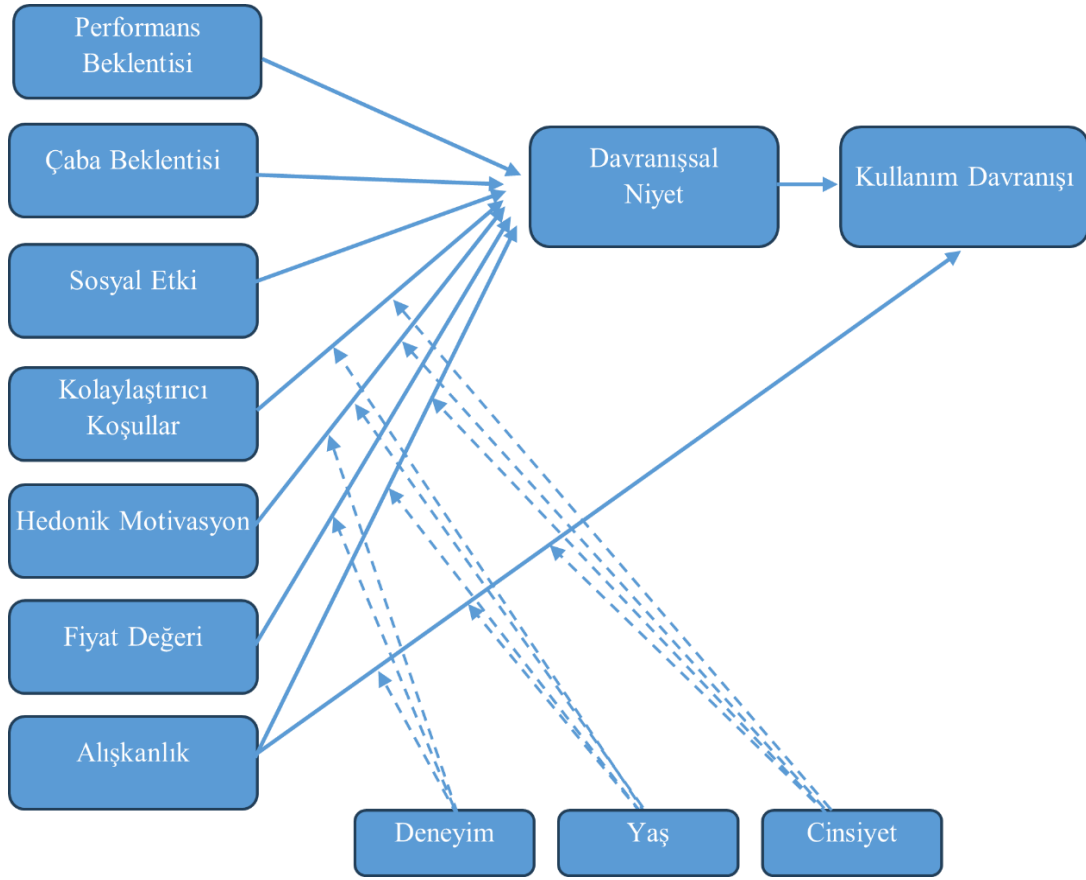 Performans
Beklentisi
Çaba Beklentisi
Sosyal Etki
Kolaylaştırıcı
Koşullar
Hedonik Motivasyon
Fiyat Değeri
Alışkanlık
Davranışsal
Niyet
Kullanım Davranışı
Deneyim
Yaş
Cinsiyet